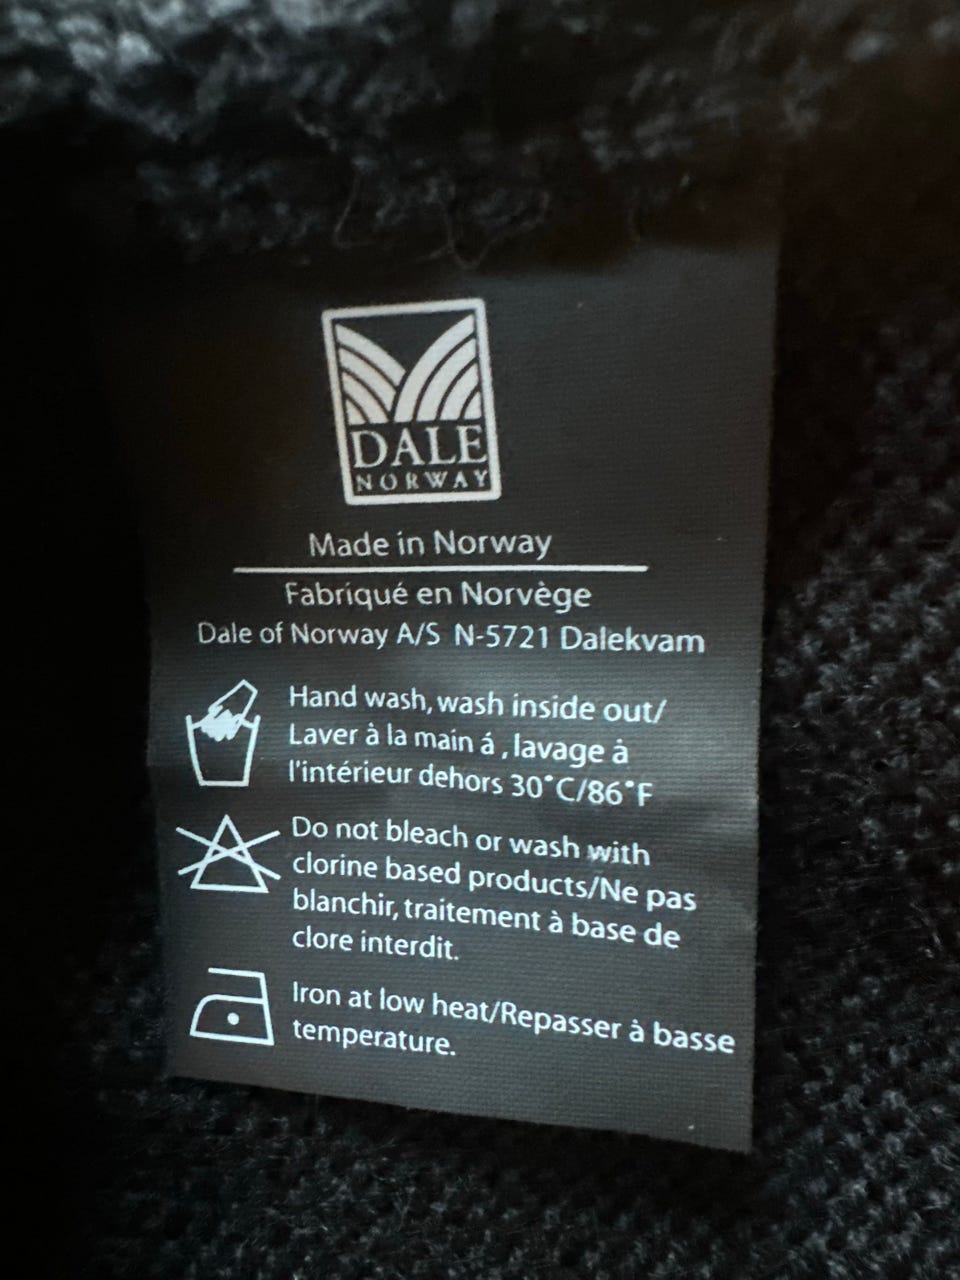 DALE
NORWAY
Made in Norway
Fabriqué en Norvège
Dale of Norway A/S N-5721 Dalekvam
Hand wash, wash inside out/
Laver à la main á , lavage à
l'intérieur dehors 30°C/86°F
Do not bleach or wash with
clorine based products/Ne pas
blanchir, traitement à base de
clore interdit.
Iron at low heat/Repasser à basse
temperature.